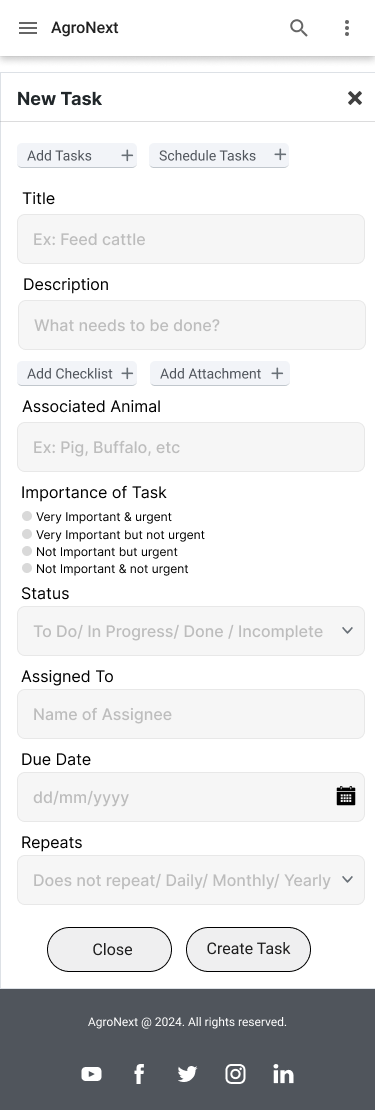 AgroNext
New Task
Add Tasks
Schedule Tasks
Title
Ex: Feed cattle
Description
What needs to be done?
Add Checklist
Add Attachment
Associated Animal
Ex: Pig, Buffalo, etc
Importance of Task
Very Important & urgent
Very Important but not urgent
Not Important but urgent
Not Important & not urgent
Status
To Do/ In Progress/ Done / Incomplete
Assigned To
Name of Assignee
Due Date
dd/mm/yyyy
Repeats
Does not repeat/ Daily/ Monthly/ Yearly
Close
Create Task
AgroNext @ 2024. All rights reserved.